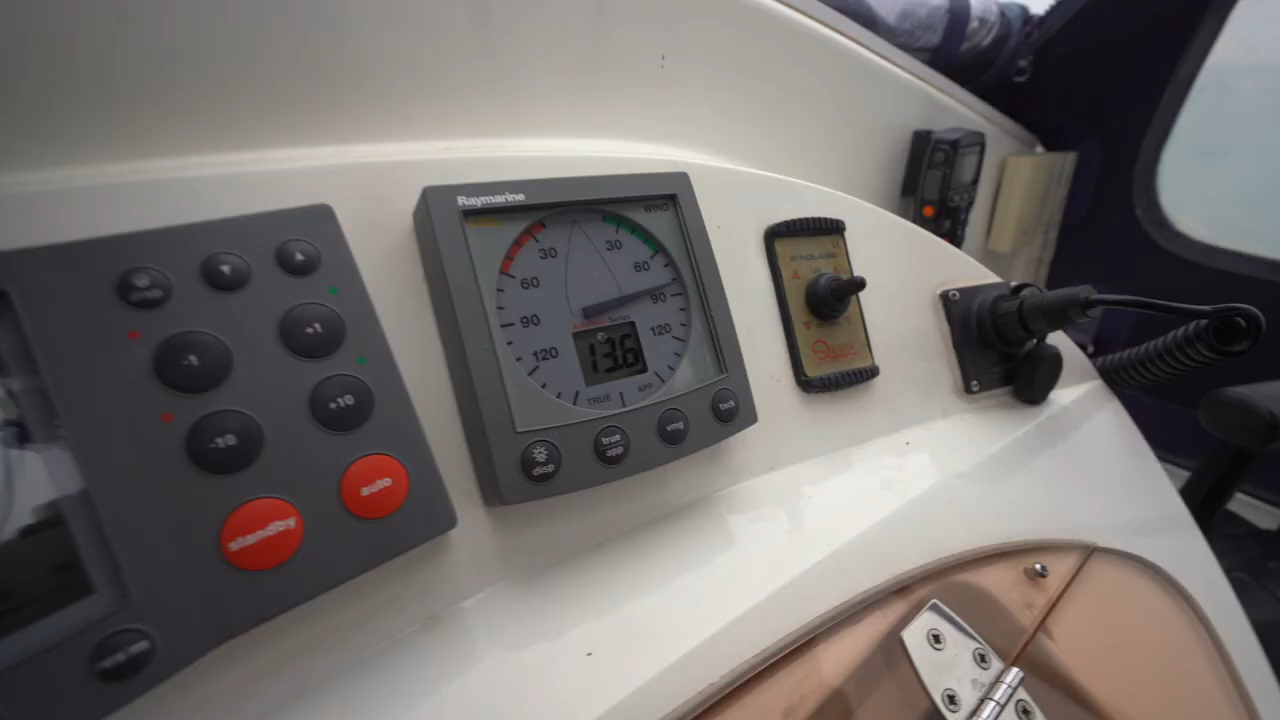 Raymarine
WIND
30
30
60
60
90
90
120
120
13.6
TRUE
APP
disp
true
app
vmg
tack
-1
+1
-10
+10
auto
standby